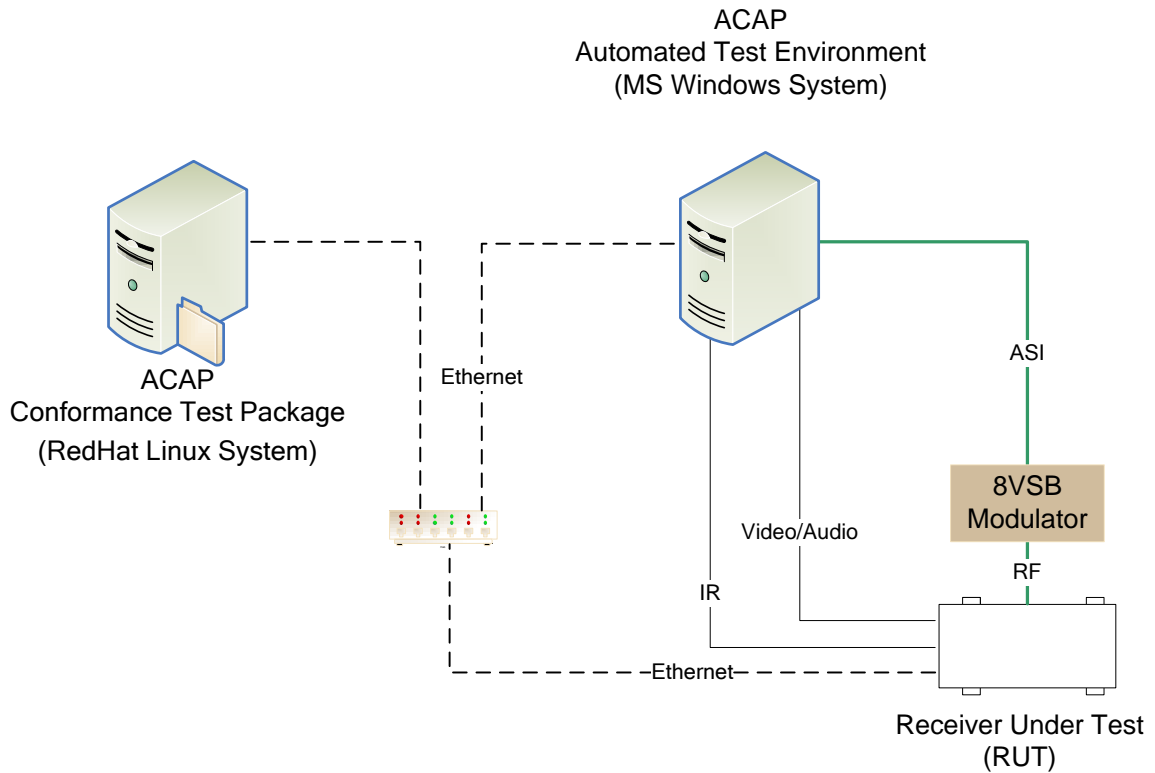 ACAP
Automated Test Environment
(MS Windows System)
ACAP
Conformance Test Package
(RedHat Linux System)
Ethernet
ASI
8VSB
Modulator
Video/Audio
RF
IR
Ethernet
Receiver Under Test
(RUT)